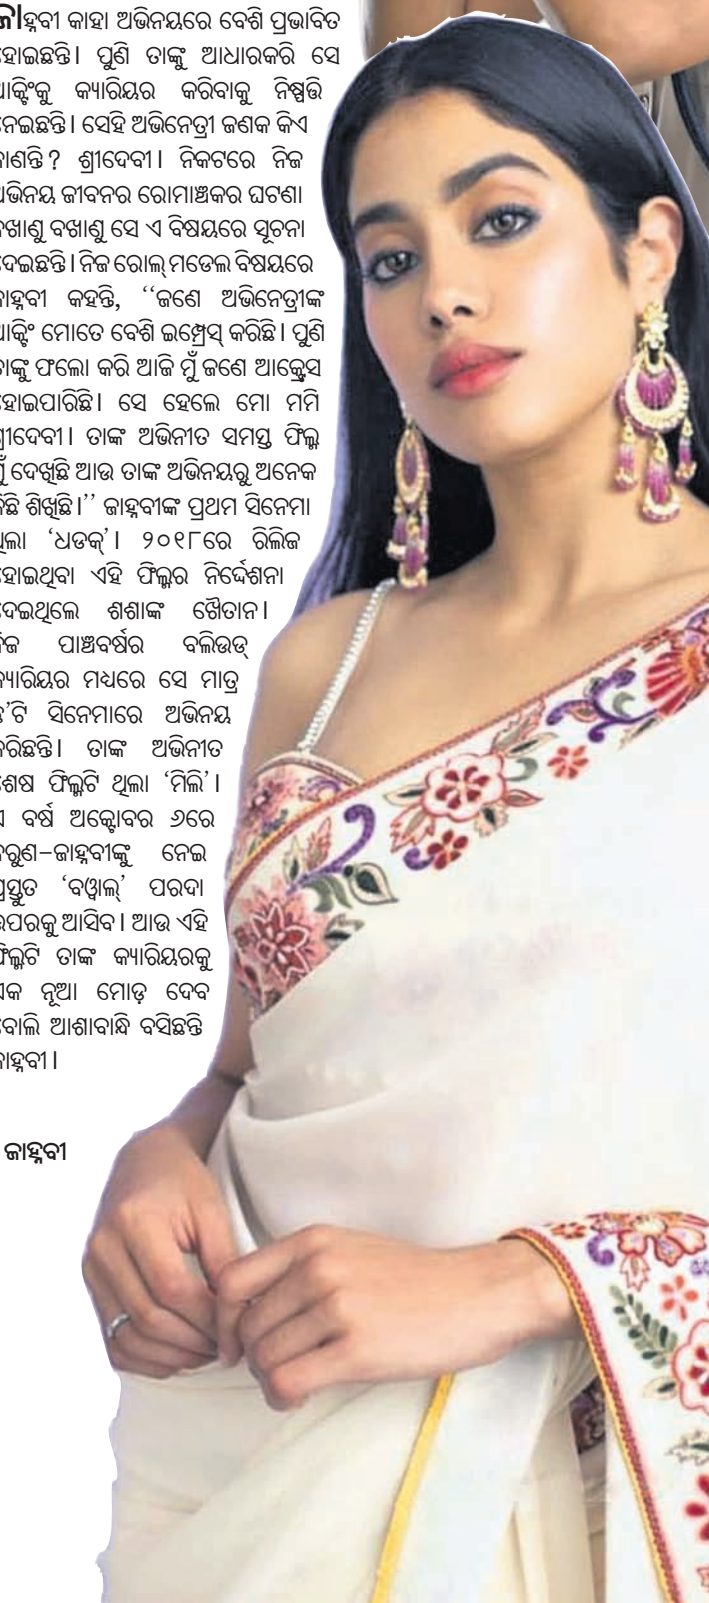 ଜାହ୍ନବୀ କାହା ଅଭିନୟରେ ବେଶି ପ୍ରଭାବିତ
ହୋଇଛନ୍ତି। ପୁଣି ତାଙ୍କୁ ଆଧାରକରି ସେ
ଆକ୍ଟିଂକୁ କ୍ୟାରିୟର କରିବାକୁ ନିଷ୍ପତ୍ତି
ନେଇଛନ୍ତି। ସେହି ଅଭିନେତ୍ରୀ ଜଣକ କିଏ
ଜାଣନ୍ତି? ଶ୍ରୀଦେବୀ। ନିକଟରେ ନିଜ
ଅଭିନୟ ଜୀବନର ରୋମାଞ୍ଚକର ଘଟଣା
ବଖାଣୁ ବଖାଣୁ ସେ ଏ ବିଷୟରେ ସୂଚନା
ଦେଇଛନ୍ତି। ନିଜ ରୋଲ୍‌ ମଡେଲ ବିଷୟରେ
ଜାହ୍ନବୀ କହନ୍ତି, ‘‘ଜଣେ ଅଭିନେତ୍ରୀଙ୍କ
ଆକ୍ଟିଂ ମୋତେ ବେଶି ଇମ୍ପ୍ରେସ୍‌ କରିଛି। ପୁଣି
ତାଙ୍କୁ ଫଲୋ କରି ଆଜି ମୁଁ ଜଣେ ଆକ୍ଟ୍ରେସ
ହୋଇପାରିଛି। ସେ ହେଲେ ମୋ ମମି
ଶ୍ରୀଦେବୀ। ତାଙ୍କ ଅଭିନୀତ ସମସ୍ତ ଫିଲ୍ମ
ମୁଁ ଦେଖିଛି ଆଉ ତାଙ୍କ ଅଭିନୟରୁ ଅନେକ
କିଛି ଶିଖିଛି।’’ ଜାହ୍ନବୀଙ୍କ ପ୍ରଥମ ସିନେମା
ଥିଲା ‘ଧଡକ୍‌’। ୨୦୧୮ରେ ରିଲିଜ
ହୋଇଥିବା ଏହି ଫିଲ୍ମର ନିର୍ଦ୍ଦେଶନା
ଦେଇଥିଲେ ଶଶାଙ୍କ ଖୈତାନ।
ନିଜ ପାଞ୍ଚବର୍ଷର ବଲିଉଡ୍‌
କ୍ୟାରିୟର ମଧ୍ୟରେ ସେ ମାତ୍ର
ଛ’ଟି ସିନେମାରେ ଅଭିନୟ
କରିଛନ୍ତି। ତାଙ୍କ ଅଭିନୀତ
ଶେଷ ଫିଲ୍ମଟି ଥିଲା ‘ମିଲି’।
ଏ ବର୍ଷ ଅକ୍ଟୋବର ୬ରେ
ବରୁଣ-ଜାହ୍ନବୀଙ୍କୁ ନେଇ
ପ୍ରସ୍ତୁତ ‘ବୱାଲ୍‌’ ପରଦା
ଉପରକୁ ଆସିବ। ଆଉ ଏହି
ଫିଲ୍ମଟି ତାଙ୍କ କ୍ୟାରିୟରକୁ
ଏକ ନୂଆ ମୋଡ଼ ଦେବ
ବୋଲି ଆଶାବାନ୍ଧି ବସିଛନ୍ତି
ଜାହ୍ନବୀ।
ଜାହ୍ନବୀ